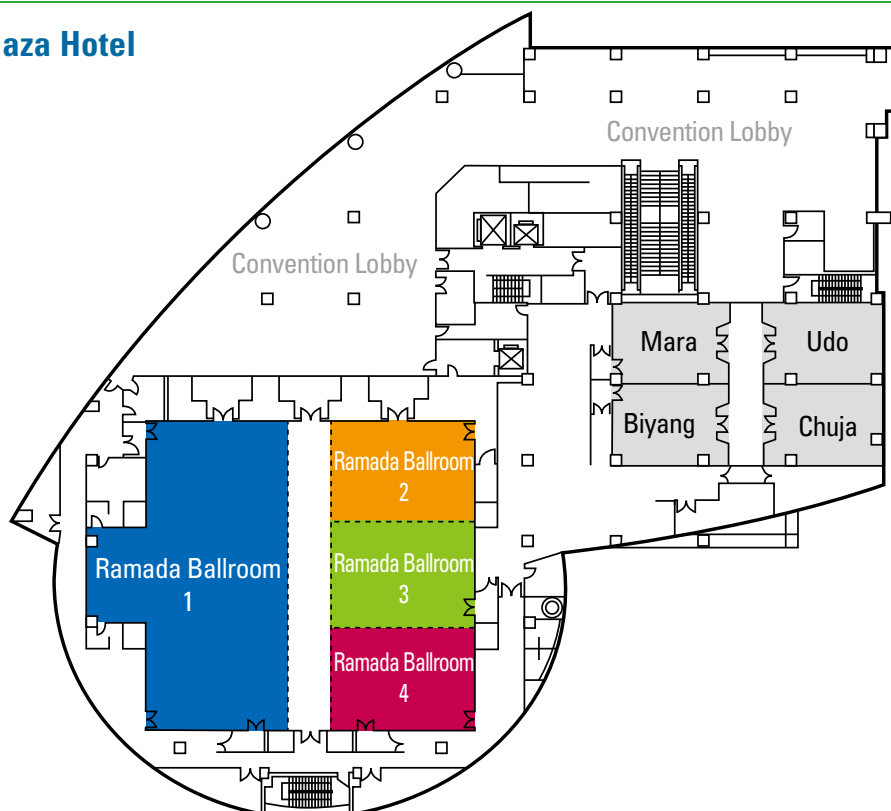 aza Hotel
Convention Lobby
Convention Lobby
Mara
Udo
Biyang
Chuja
Ramada Ballroom
2
Ramada Ballroom
1
Ramada Ballroom
3
Ramada Ballroom
4